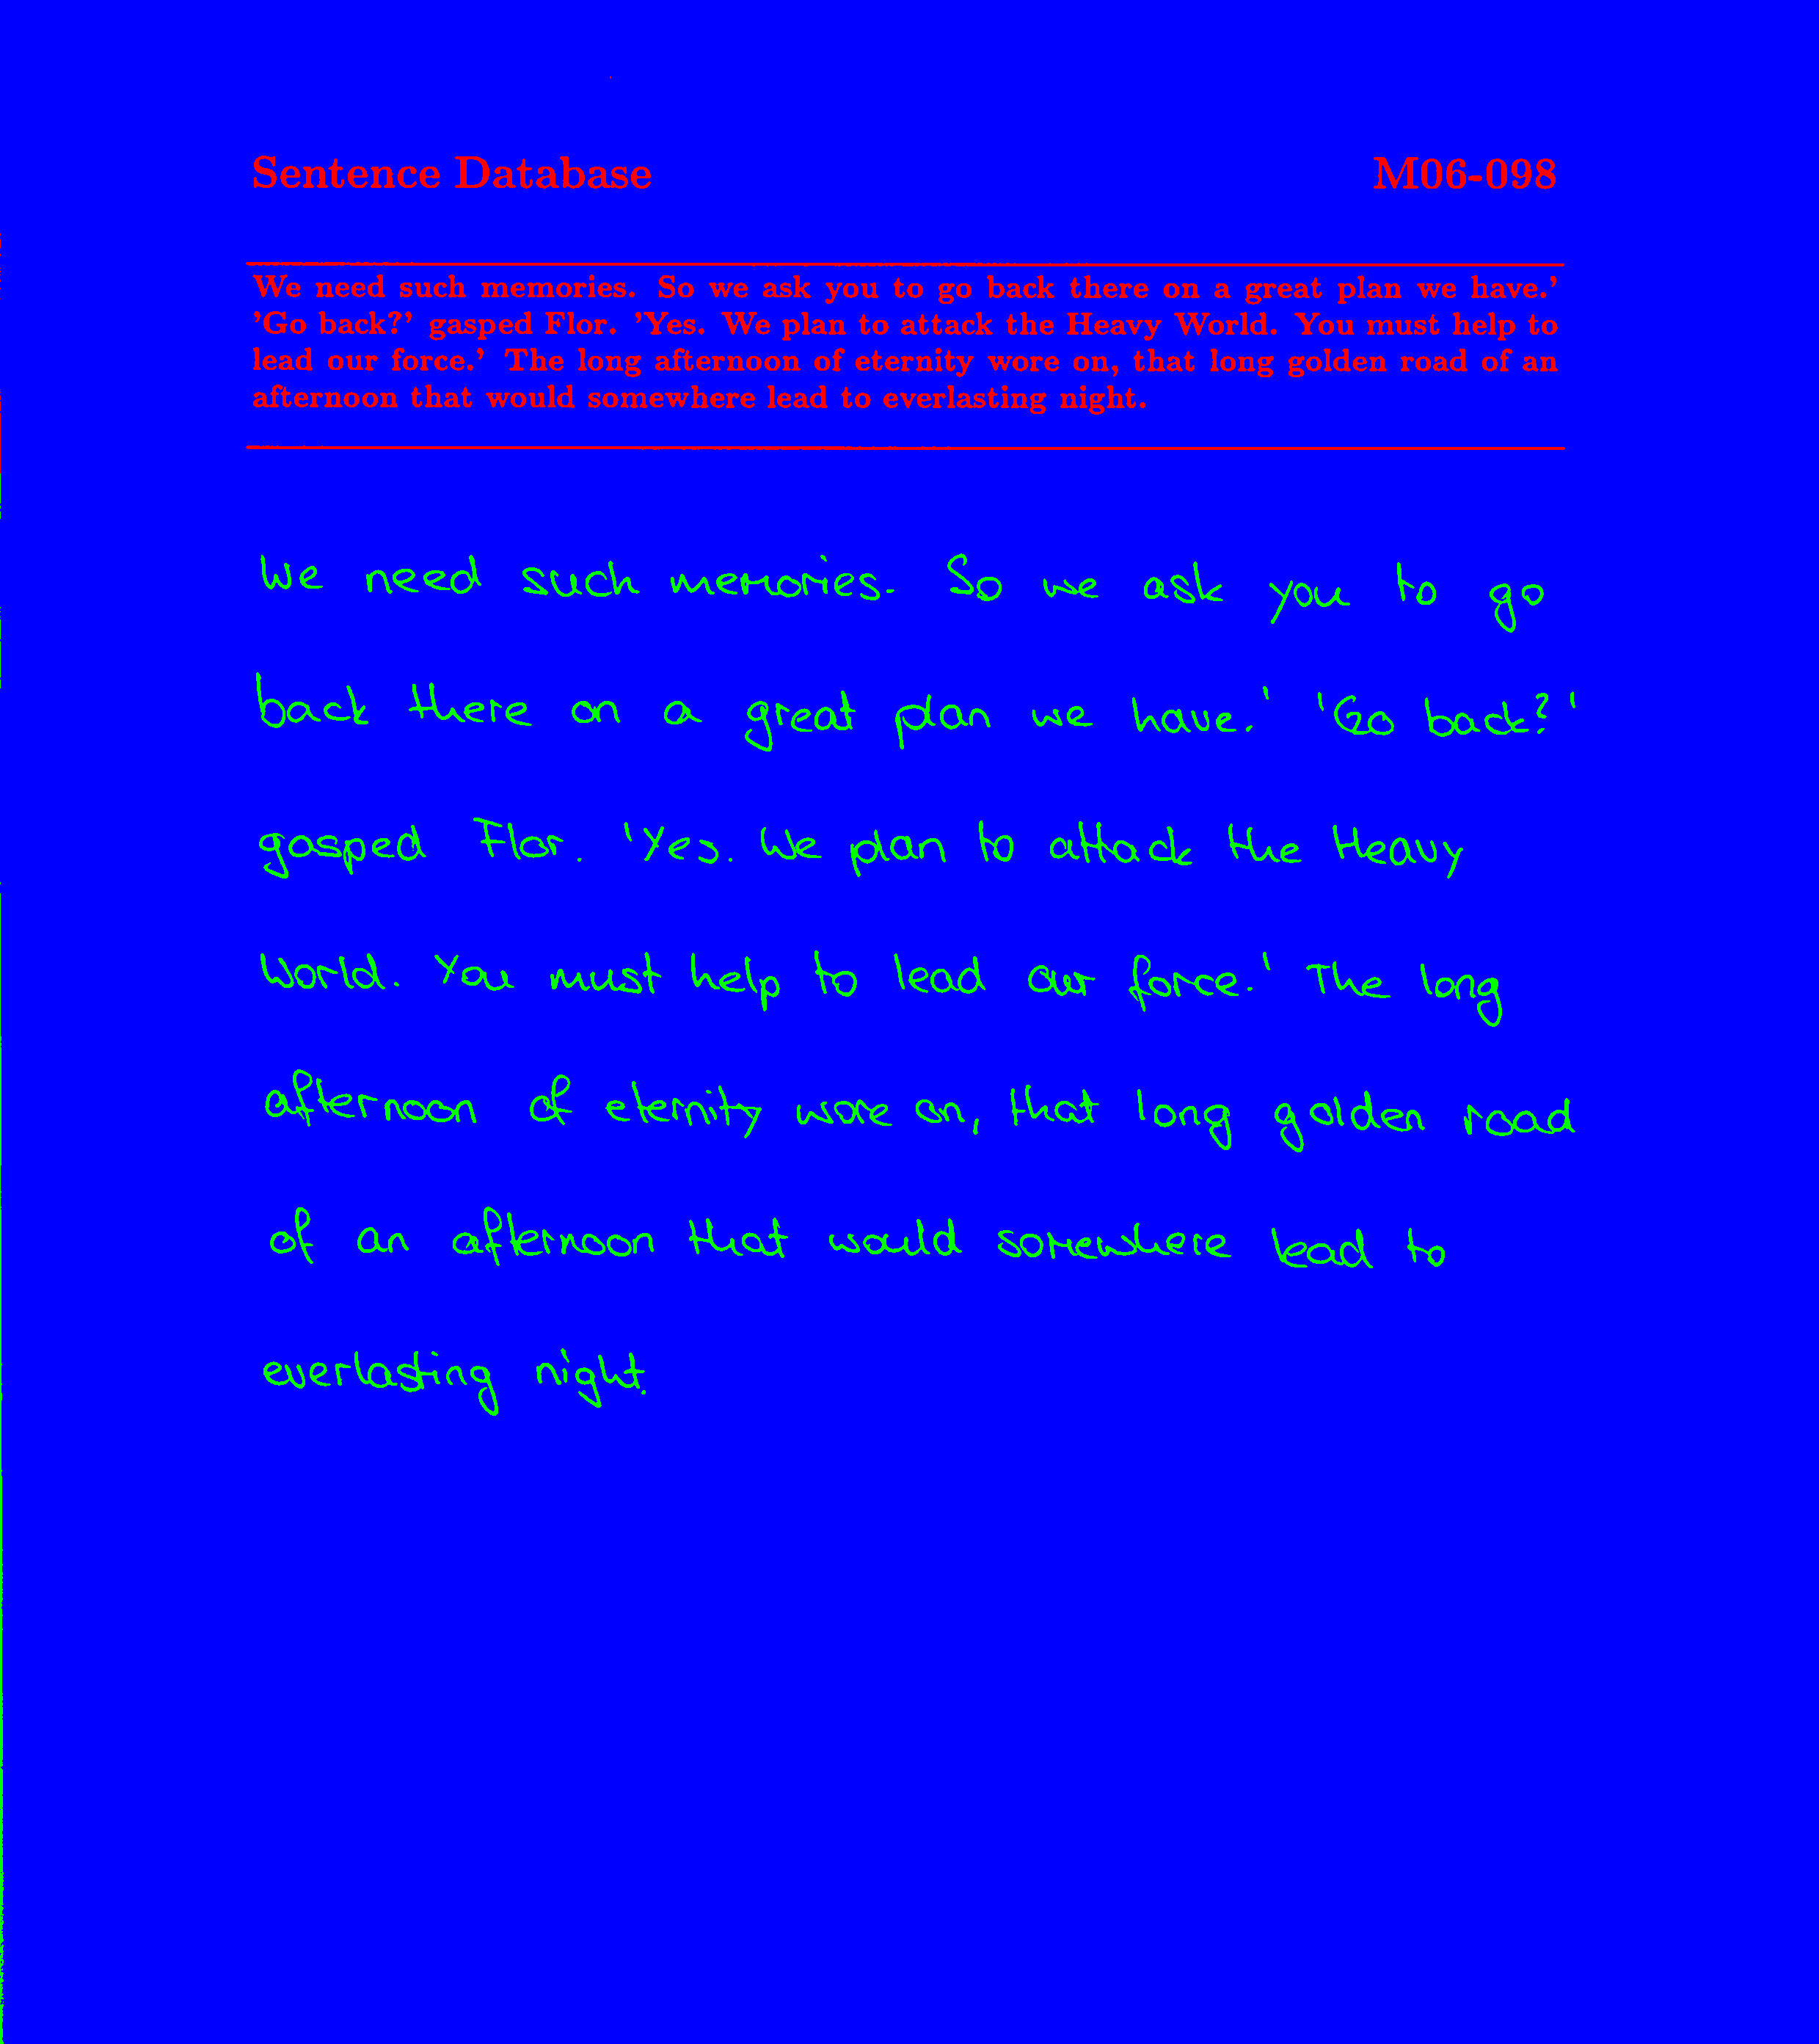 Sentence Database M06-098
We need such memories. So we ask you to go back there on a great plan we have.'
'Go back?' gasped Flor. 'Yes. We plan to attack the Heavy World. You must help to
lead our force.' The long afternoon of eternity wore on, that long golden road of an
afternoon that would somewhere lead to everlasting night.
We need such memories. So we ask you to go
back there on a great plan we have.' 'Go back?'
gasped Flor. 'Yes. We plan to attack the Heavy
World. You must help to lead our force.' The long
afternoon of eternity wore on, that long golden road
of an afternoon that would somewhere lead to
everlasting night.